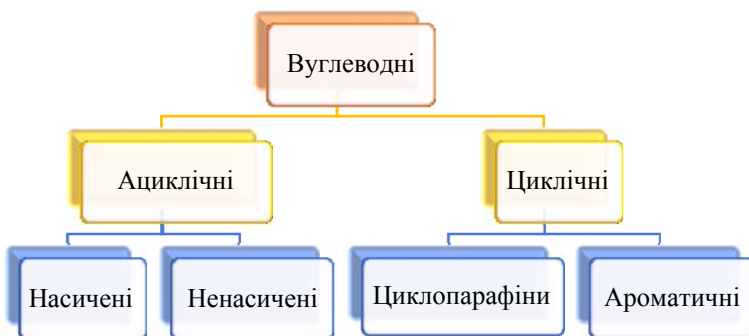 Вуглеводні
Ациклічні
Циклічні
Насичені
Ненасичені
Циклопарафіни
Ароматичні